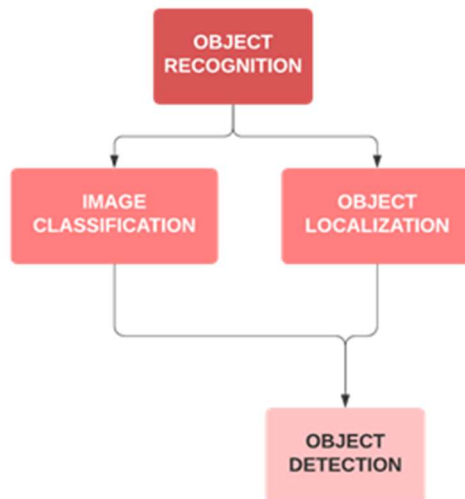 OBJECT
RECOGNITION
IMAGE
CLASSIFICATION
OBJECT
LOCALIZATION
OBJECT
DETECTION